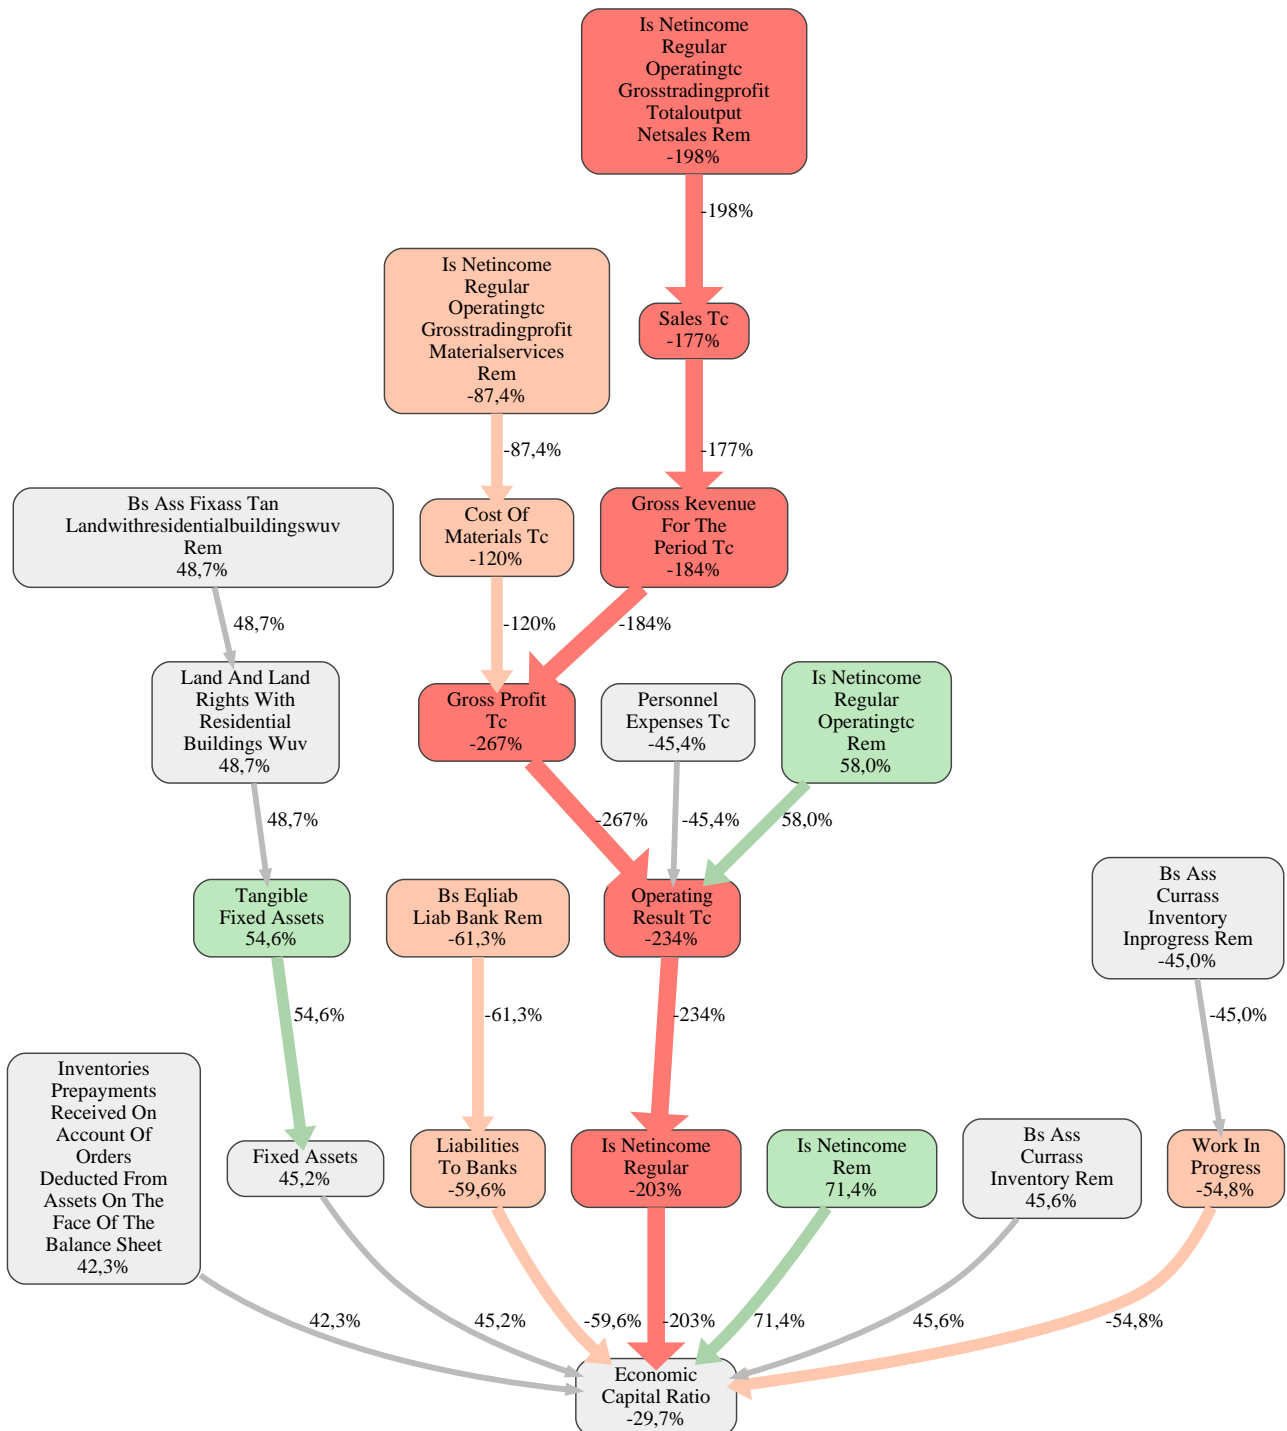 Is Netincome
Regular
Operatingtc
Grosstradingprofit
Totaloutput
Netsales Rem
-198%
-198%
Is Netincome
Regular
Operatingtc
Grosstradingprofit
Materialservices
Rem
-87,4%
Sales Tc
-177%
-87,4%
-177%
Bs Ass Fixass Tan
Landwithresidentialbuildingswuv
Rem
48,7%
Cost Of
Materials Tc
-120%
Gross Revenue
For The
Period Tc
-184%
48,7%
-120%
-184%
Land And Land
Rights With
Residential
Buildings Wuv
48,7%
Gross Profit
Tc
-267%
Personnel
Expenses Tc
-45,4%
Is Netincome
Regular
Operatingtc
Rem
58,0%
48,7%
-267%
-45,4%
58,0%
Tangible
Fixed Assets
54,6%
Bs Eqliab
Liab Bank Rem
-61,3%
Operating
Result Tc
-234%
Bs Ass
Currass
Inventory
Inprogress Rem
-45,0%
54,6%
-61,3%
-234%
-45,0%
Inventories
Prepayments
Received On
Account Of
Orders
Deducted From
Assets On The
Face Of The
Balance Sheet
42,3%
Fixed Assets
45,2%
Liabilities
To Banks
-59,6%
Is Netincome
Regular
-203%
Is Netincome
Rem
71,4%
Bs Ass
Currass
Inventory Rem
45,6%
Work In
Progress
-54,8%
42,3%
45,2%
-59,6%
-203%
71,4%
45,6%
-54,8%
Economic
Capital Ratio
-29,7%